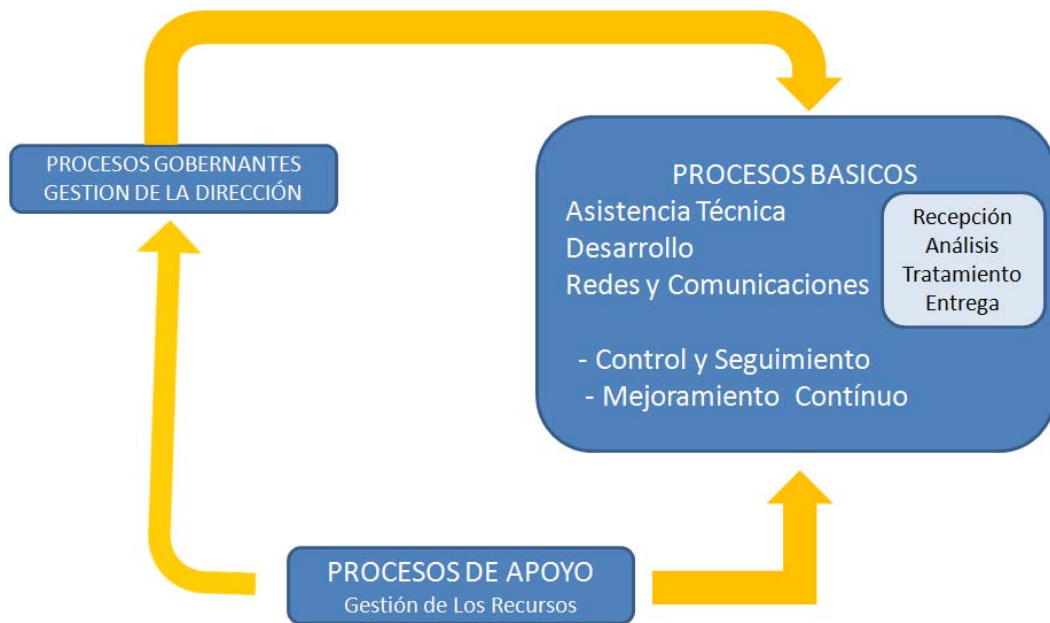 PROCESOS GOBERNANTES
GESTION DE LA DIRECCIÓN
PROCESOS BASICOS
Asistencia Técnica
Desarrollo
Redes y Comunicaciones
Recepción
Análisis
Tratamiento
Entrega
- Control y Seguimiento
- Mejoramiento Contínuo
PROCESOS DE APOYO
Gestión de Los Recursos